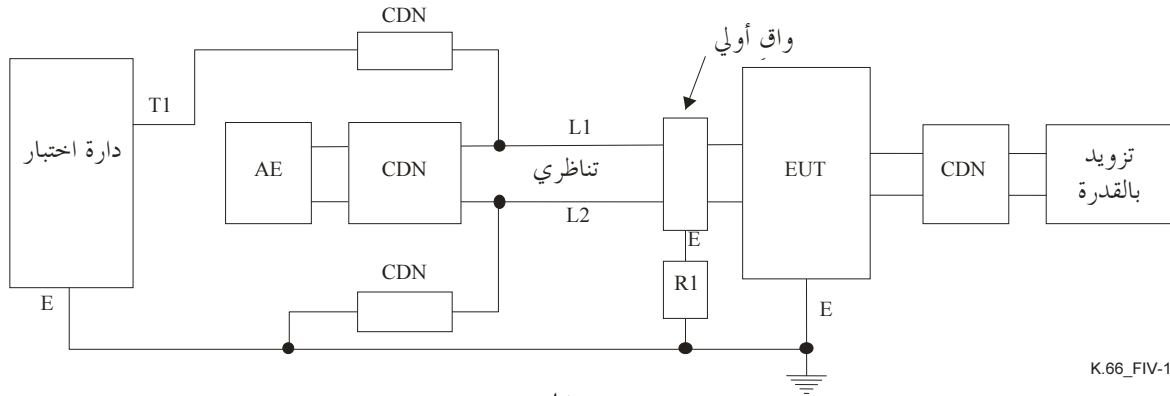 CDN
واقٍ أولي
T1
L1
دارة اختبار
AE
CDN
تناظري
EUT
CDN
تزويد
بالقدرة
L2
E
CDN
R1
E
E
K.66_FIV-1